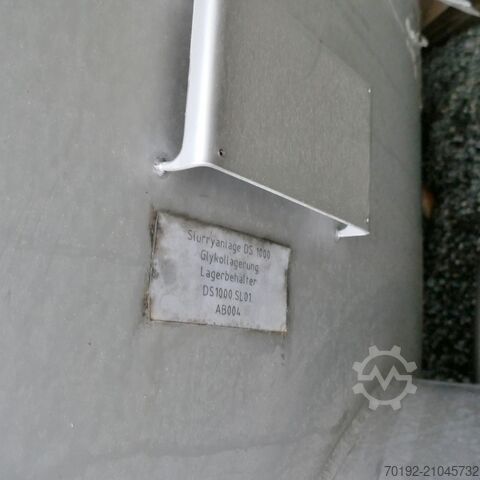 Slurryanlage DS 1000
Glykollagerung
Lagerbehälter
DS1000 SL01
AB004
70192-21045732